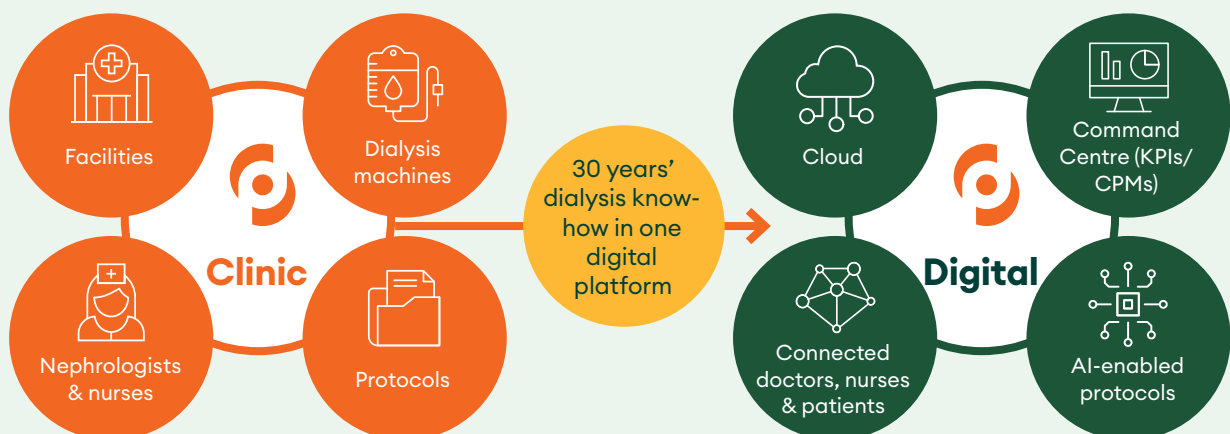 Facilities
Dialysis
machines
Clinic
Nephrologists
& nurses
Protocols
30 years’
dialysis know-
how in one
digital
platform
Cloud
Command
Centre (KPIs/
CPMs)
Digital
Connected
doctors, nurses
& patients
AI-enabled
protocols